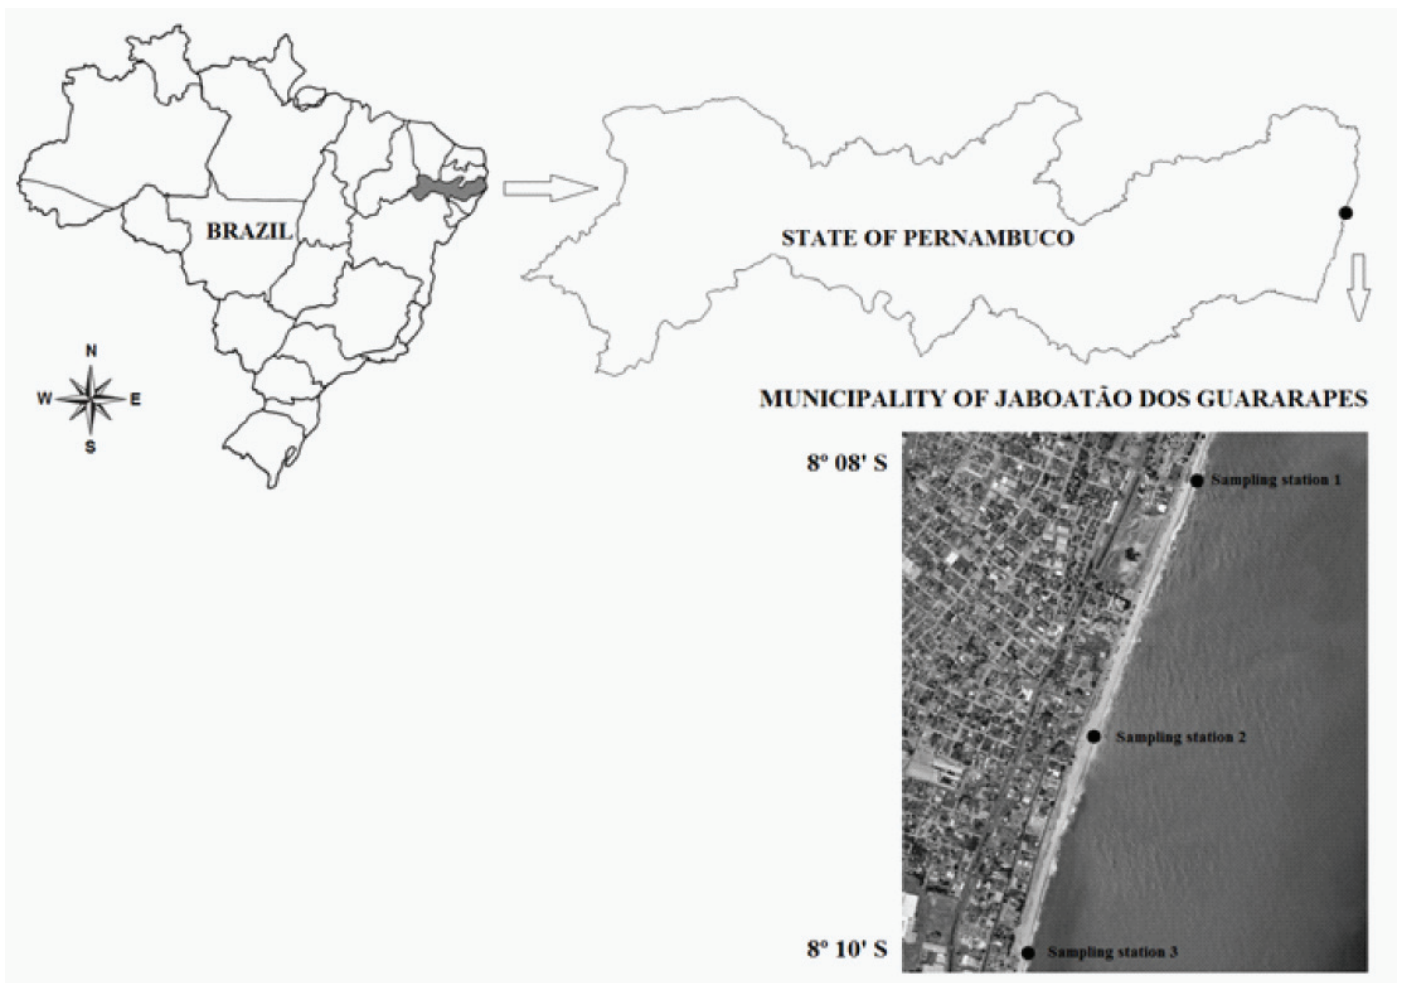 BRAZIL
STATE OF PERNAMBUCO
N
W E
S
MUNICIPALITY OF JABOATÃO DOS GUARARAPES
8º 08' S
Sampling station 1
Sampling station 2
8º 10' S
Sampling station 3